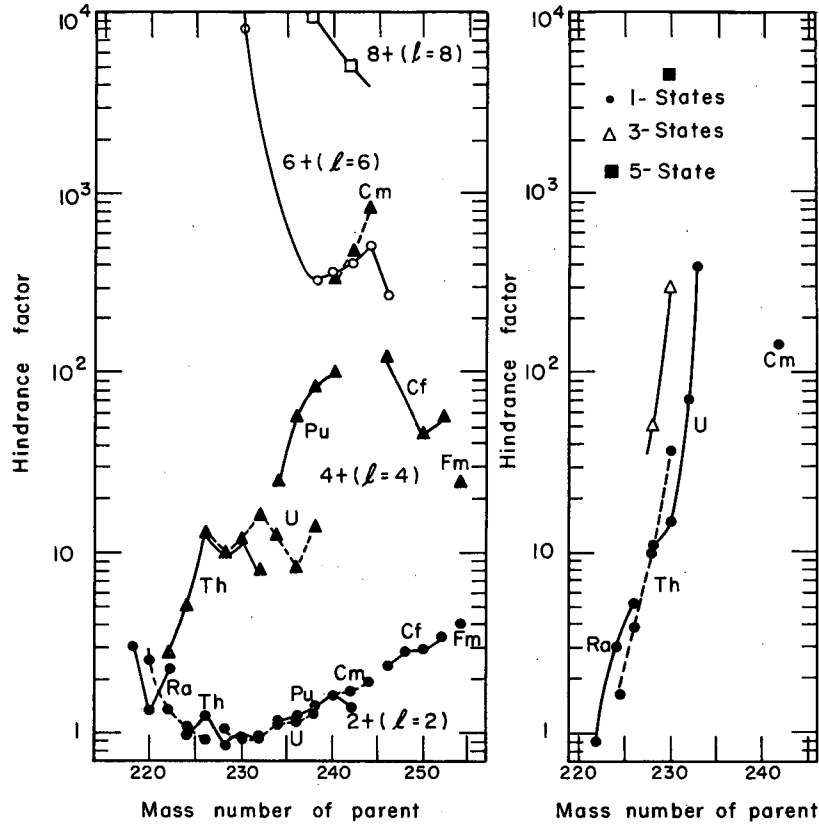 10⁴
8+(ℓ=8)
6+(ℓ=6)
Cm
10³
Hindrance factor
10²
Cf
Pu
Fm
4+(ℓ=4)
U
10
Th
Cf
Fm
Cm
Ra
Th
Pu
1
U
2+(ℓ=2)
220
230
240
250
Mass number of parent
10⁴
1- States
3- States
5- State
10³
Hindrance factor
10²
Cm
U
10
Th
Ra
1
220
230
240
Mass number of parent